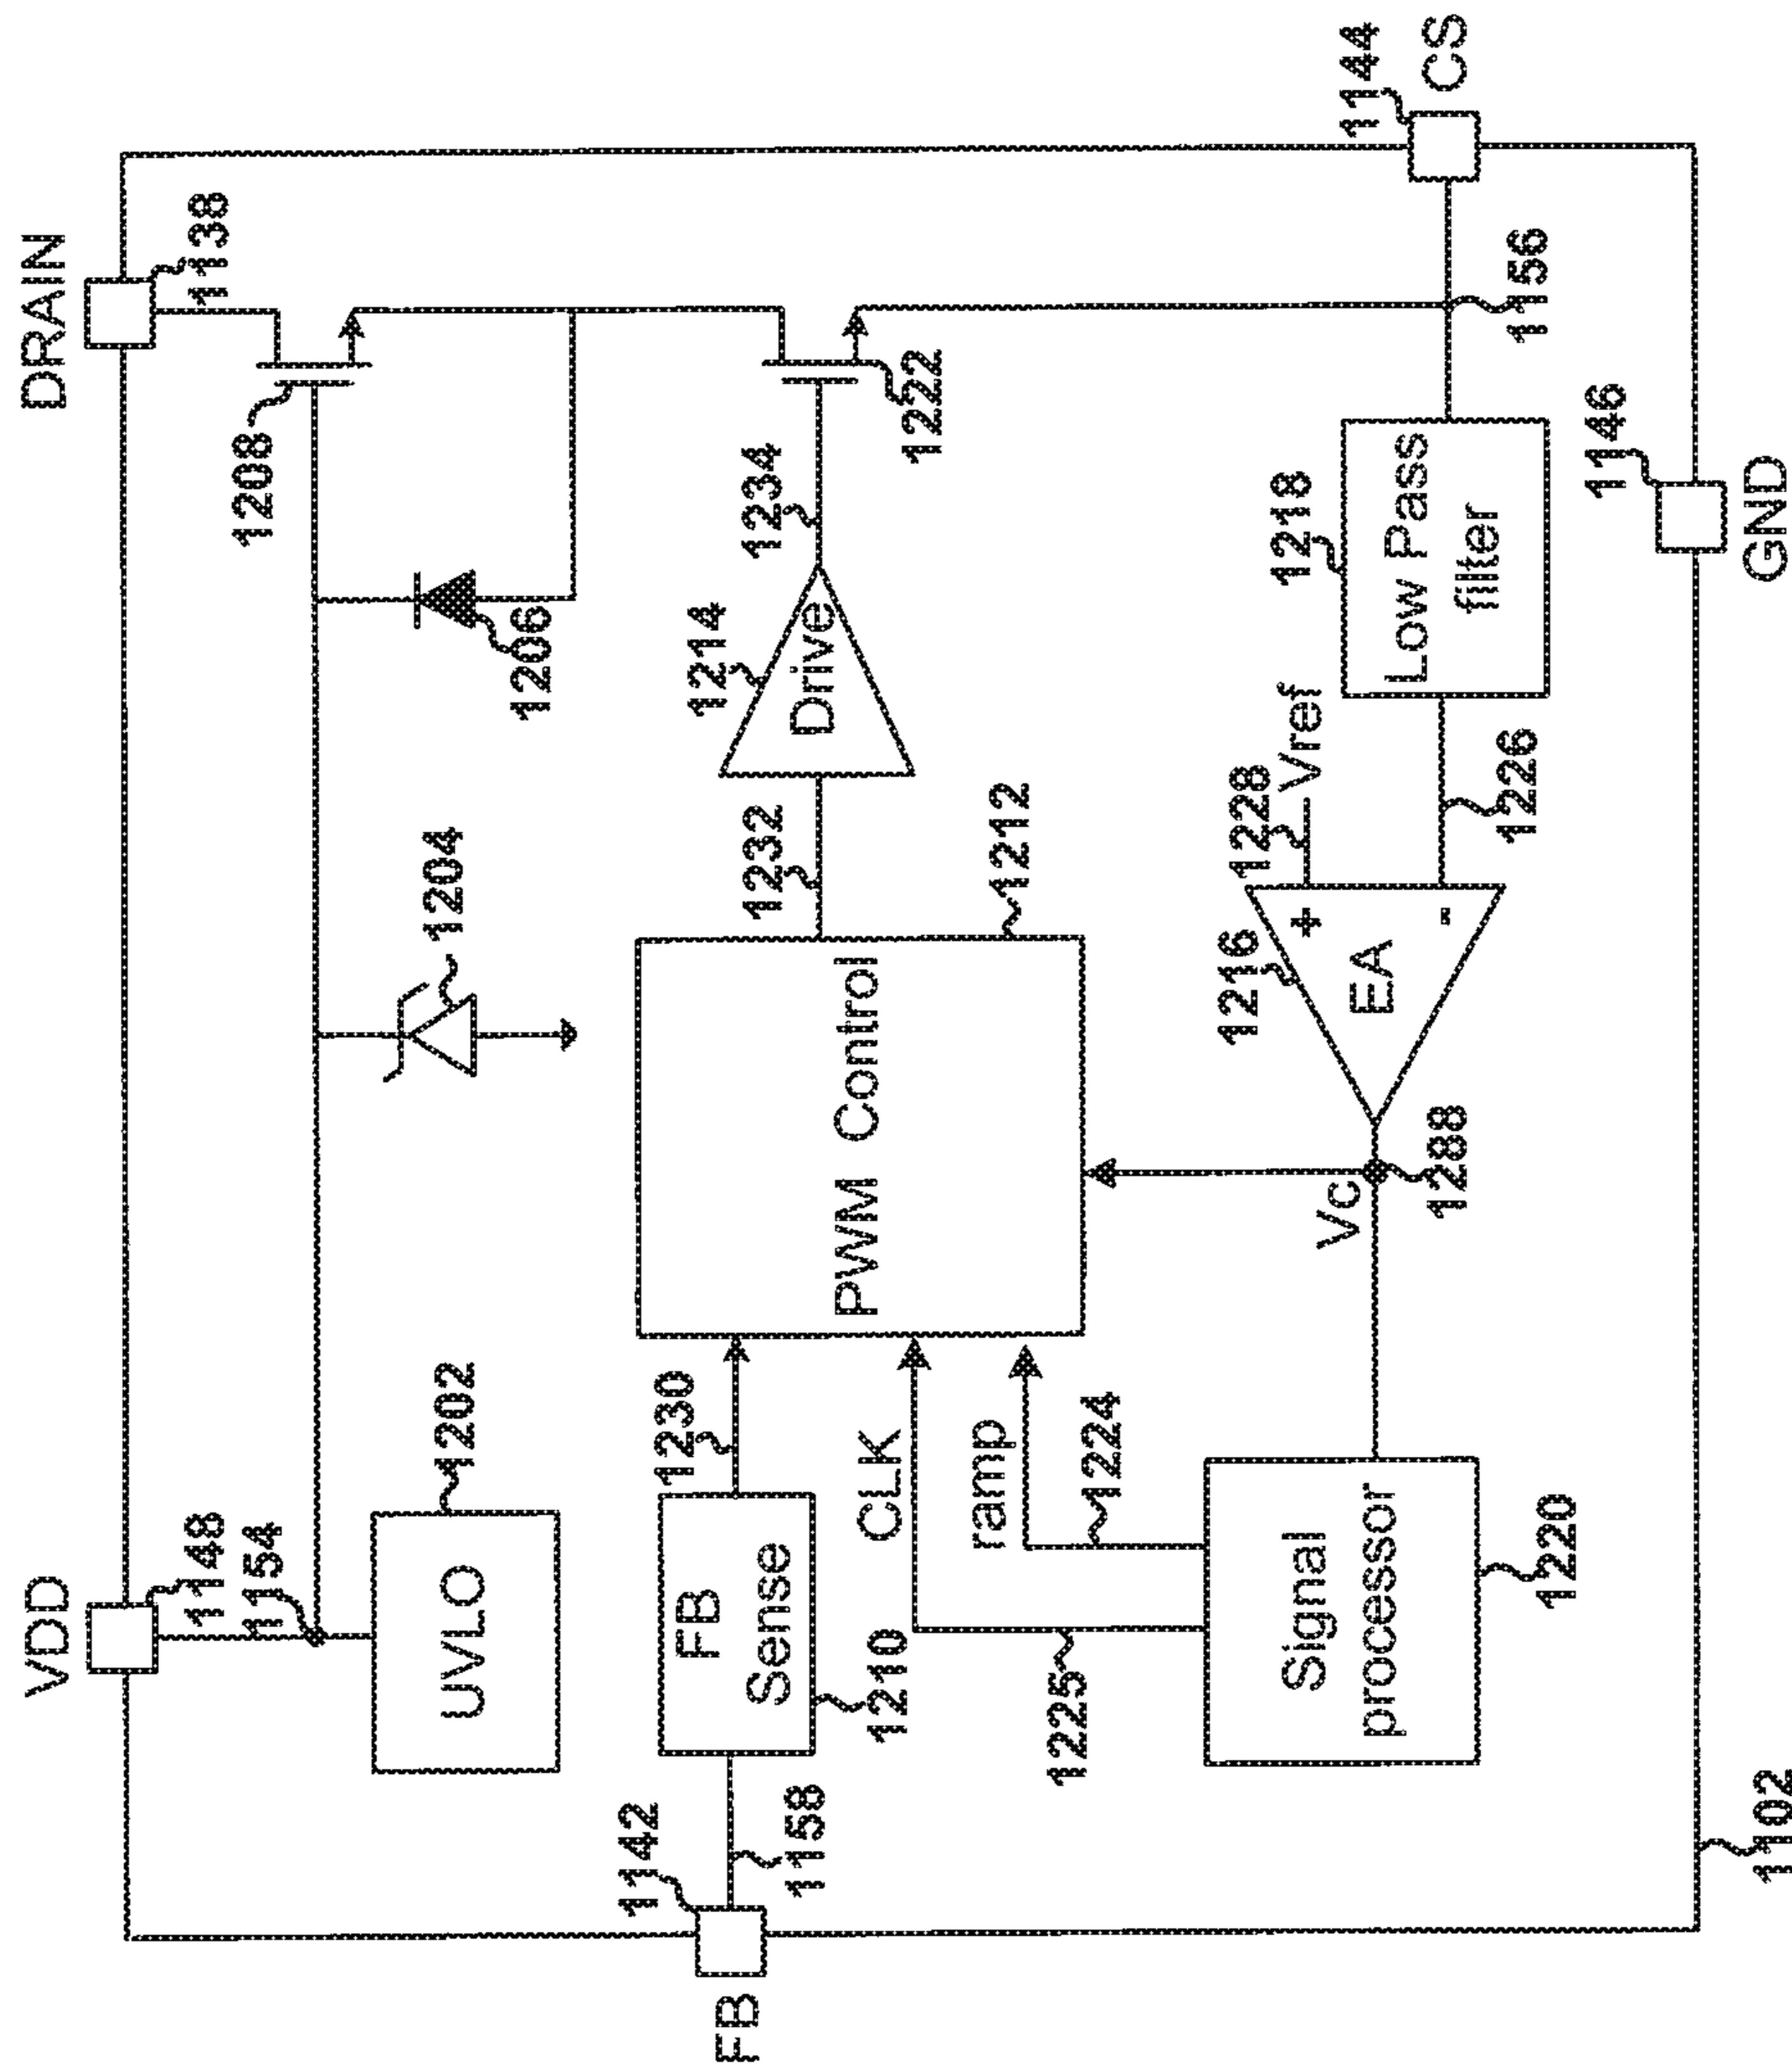 VDD
DRAIN
1148
1138
1154
1208
UVLO
1202
1204
1206
1142
FB
1158
FB
Sense
1210
1230
PWM Control
1212
1232
1214
Drive
1234
1222
CLK
ramp
1225
1224
Signal
processor
1220
Vc
1288
1216
EA
+
-
1228
Vref
1226
1218
Low Pass
filter
1156
1144
CS
1146
GND
1102